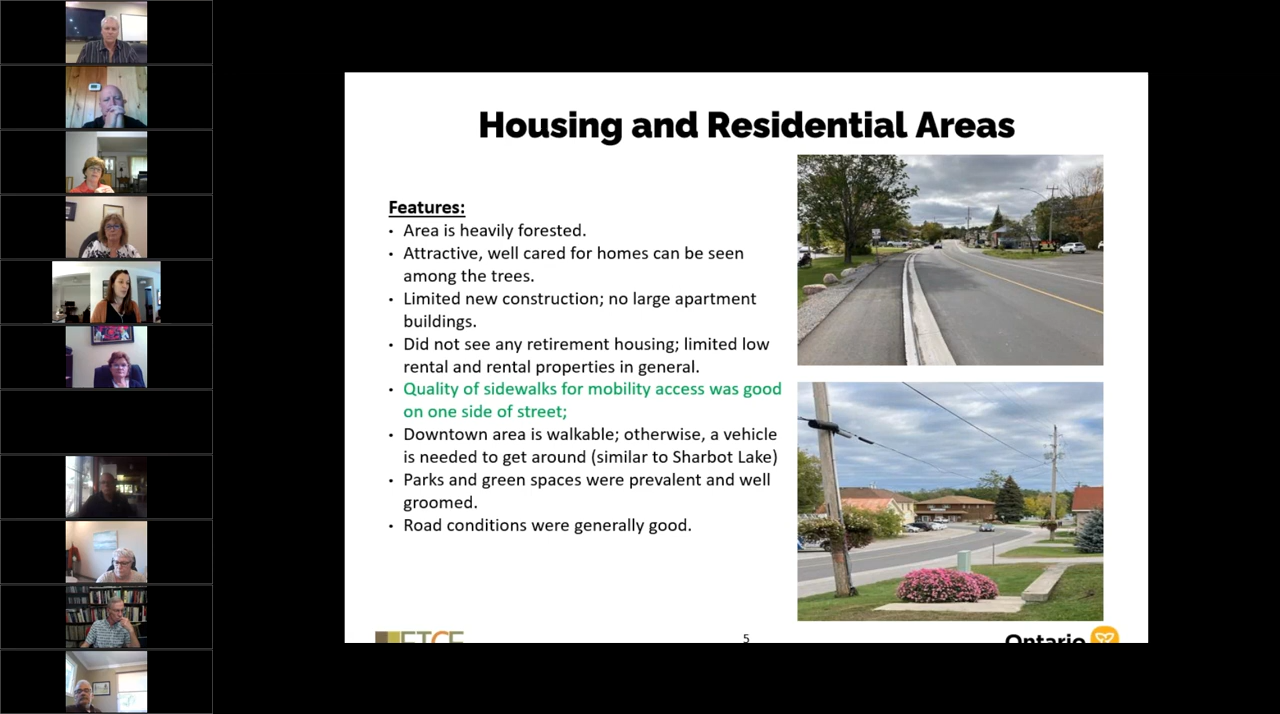 Housing and Residential Areas
Features:
• Area is heavily forested.
• Attractive, well cared for homes can be seen
among the trees.
• Limited new construction; no large apartment
buildings.
• Did not see any retirement housing; limited low
rental and rental properties in general.
• Quality of sidewalks for mobility access was good
on one side of street;
• Downtown area is walkable; otherwise, a vehicle
is needed to get around (similar to Sharbot Lake)
• Parks and green spaces were prevalent and well
groomed.
• Road conditions were generally good.
5
Ontario